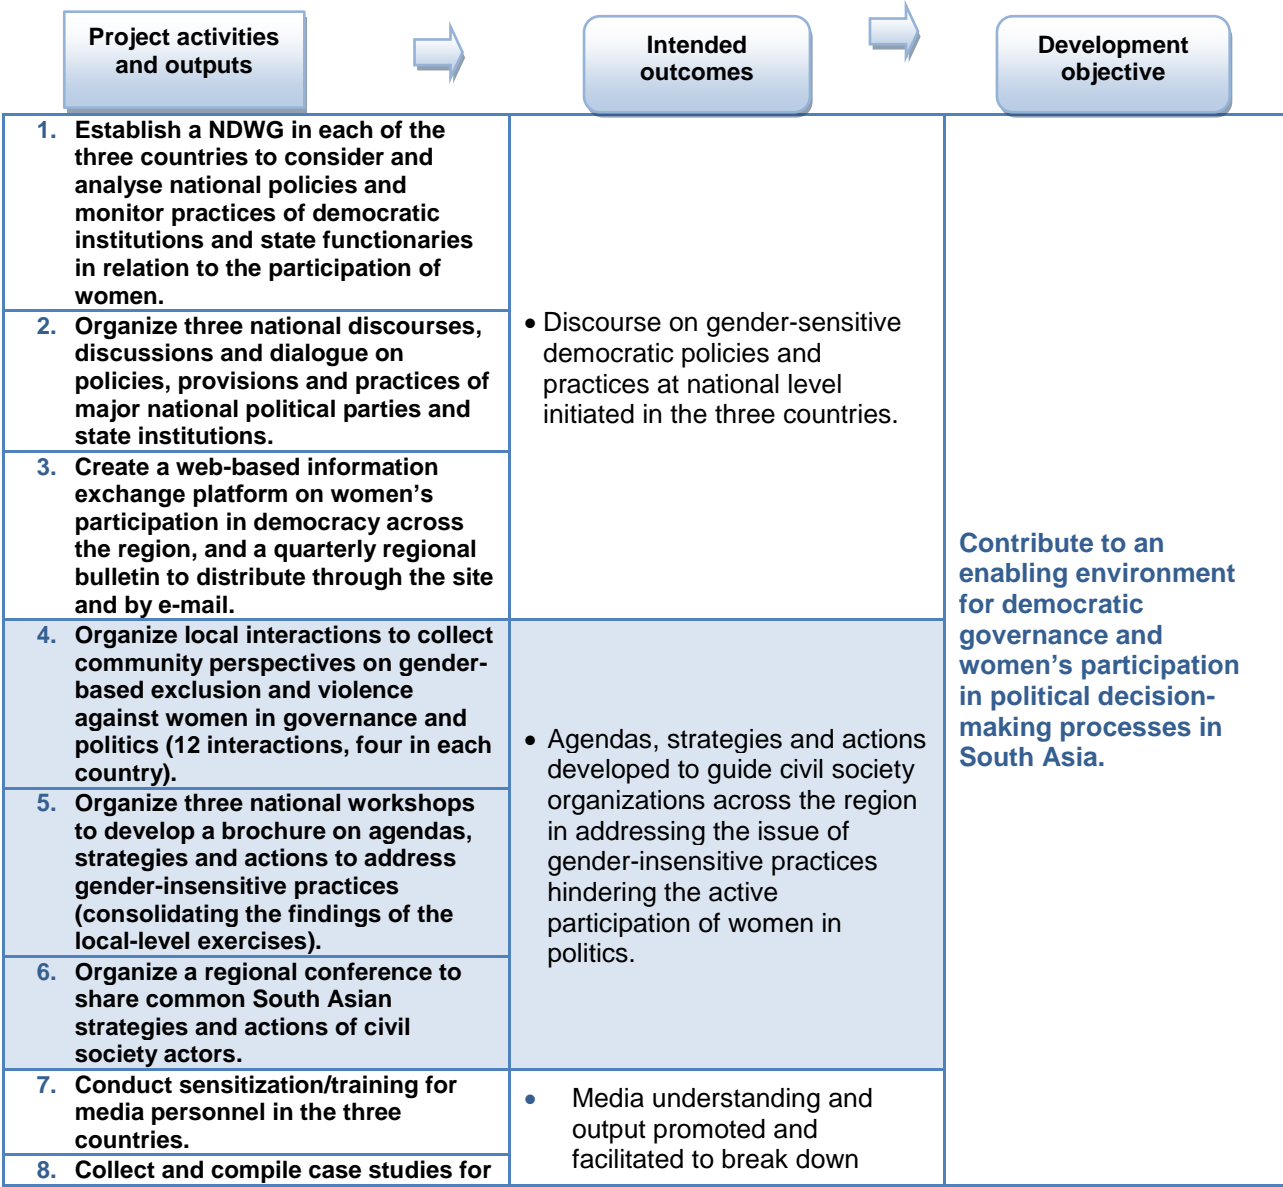 Project activities
and outputs
Intended
outcomes
Development
objective
1. Establish a NDWG in each of the
three countries to consider and
analyse national policies and
monitor practices of democratic
institutions and state functionaries
in relation to the participation of
women.
2. Organize three national discourses,
discussions and dialogue on
policies, provisions and practices of
major national political parties and
state institutions.
3. Create a web-based information
exchange platform on women’s
participation in democracy across
the region, and a quarterly regional
bulletin to distribute through the site
and by e-mail.
• Discourse on gender-sensitive
democratic policies and
practices at national level
initiated in the three countries.
4. Organize local interactions to collect
community perspectives on gender-
based exclusion and violence
against women in governance and
politics (12 interactions, four in each
country).
5. Organize three national workshops
to develop a brochure on agendas,
strategies and actions to address
gender-insensitive practices
(consolidating the findings of the
local-level exercises).
6. Organize a regional conference to
share common South Asian
strategies and actions of civil
society actors.
• Agendas, strategies and actions
developed to guide civil society
organizations across the region
in addressing the issue of
gender-insensitive practices
hindering the active
participation of women in
politics.
7. Conduct sensitization/training for
media personnel in the three
countries.
8. Collect and compile case studies for
• Media understanding and
output promoted and
facilitated to break down
Contribute to an
enabling environment
for democratic
governance and
women’s participation
in political decision-
making processes in
South Asia.